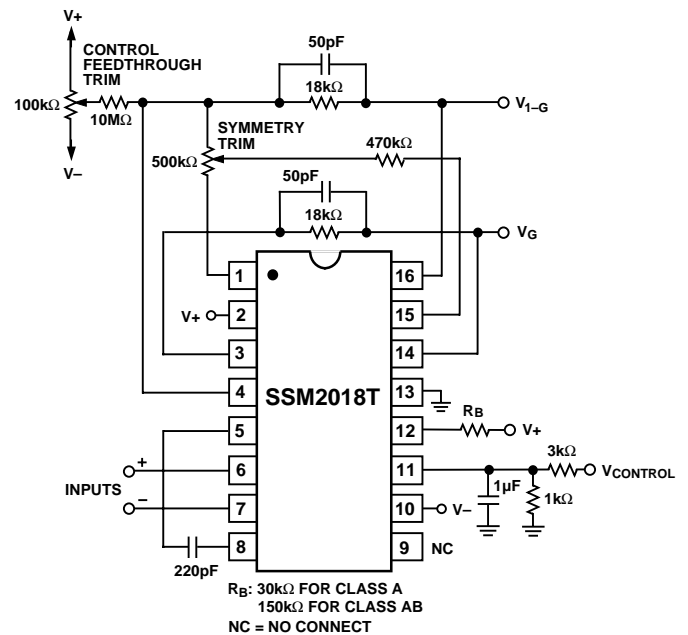 V+
CONTROL
FEEDTHROUGH
TRIM
100kΩ
10MΩ
V–
50pF
18kΩ
V1–G
SYMMETRY
TRIM
500kΩ
470kΩ
50pF
18kΩ
VG
1
16
V+
2
15
3
14
SSM2018T
4
13
5
12
RB
V+
INPUTS
+
–
6
11
3kΩ
VCONTROL
1µF
1kΩ
7
10
V–
8
9
NC
220pF
RB: 30kΩ FOR CLASS A
150kΩ FOR CLASS AB
NC = NO CONNECT